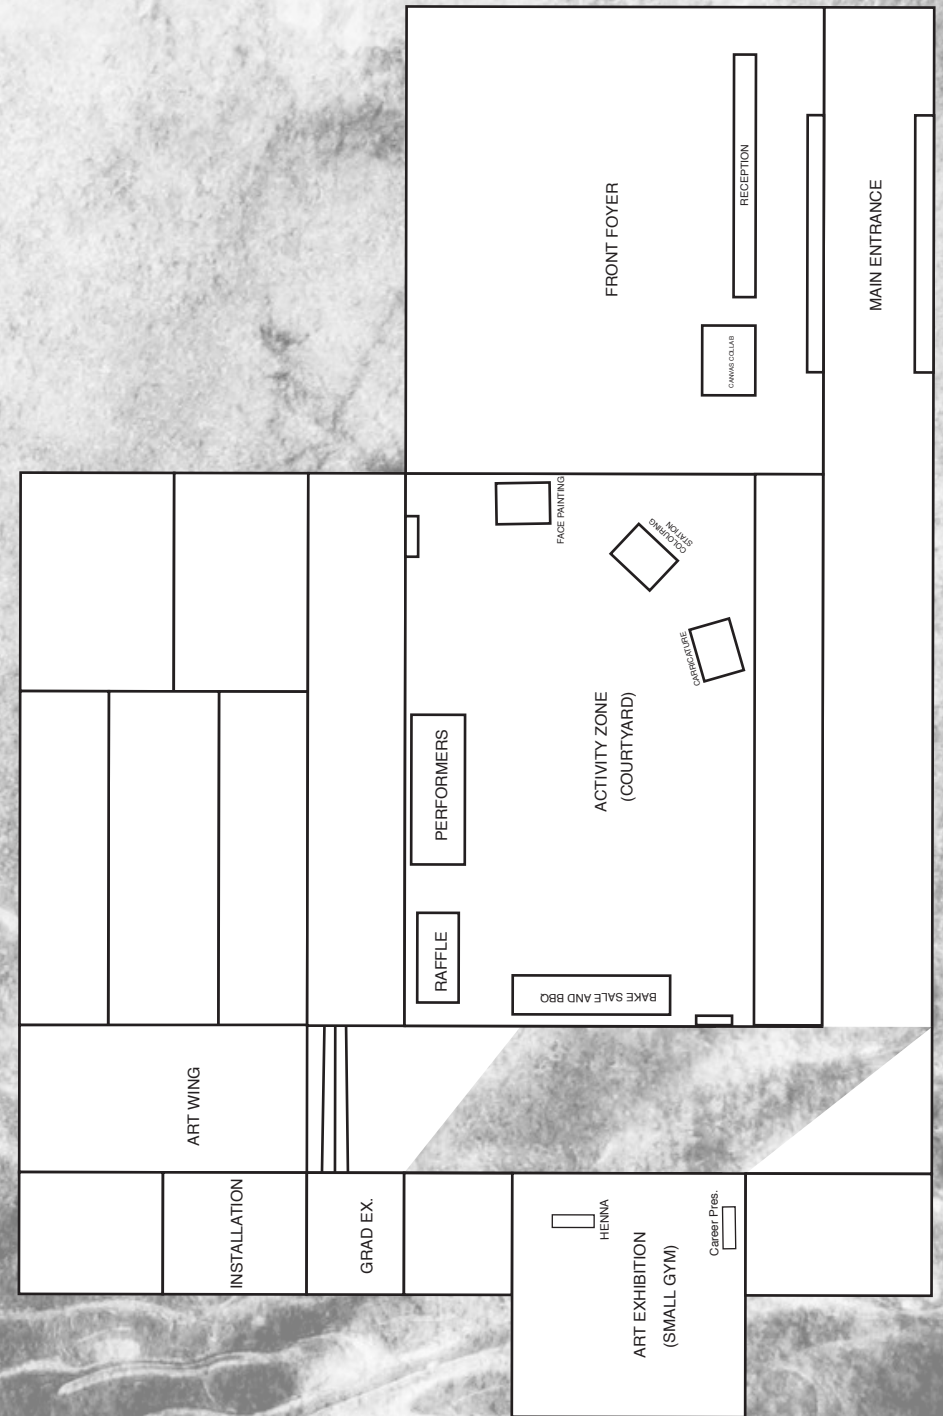 FRONT FOYER
RECEPTION
CANVAS COLLAB
MAIN ENTRANCE
FACE PAINTING
COLOURING
STATION
CARRICATURE
ACTIVITY ZONE
(COURTYARD)
PERFORMERS
RAFFLE
BAKE SALE AND BBQ
ART WING
INSTALLATION
GRAD EX.
HENNA
Career Pres.
ART EXHIBITION
(SMALL GYM)